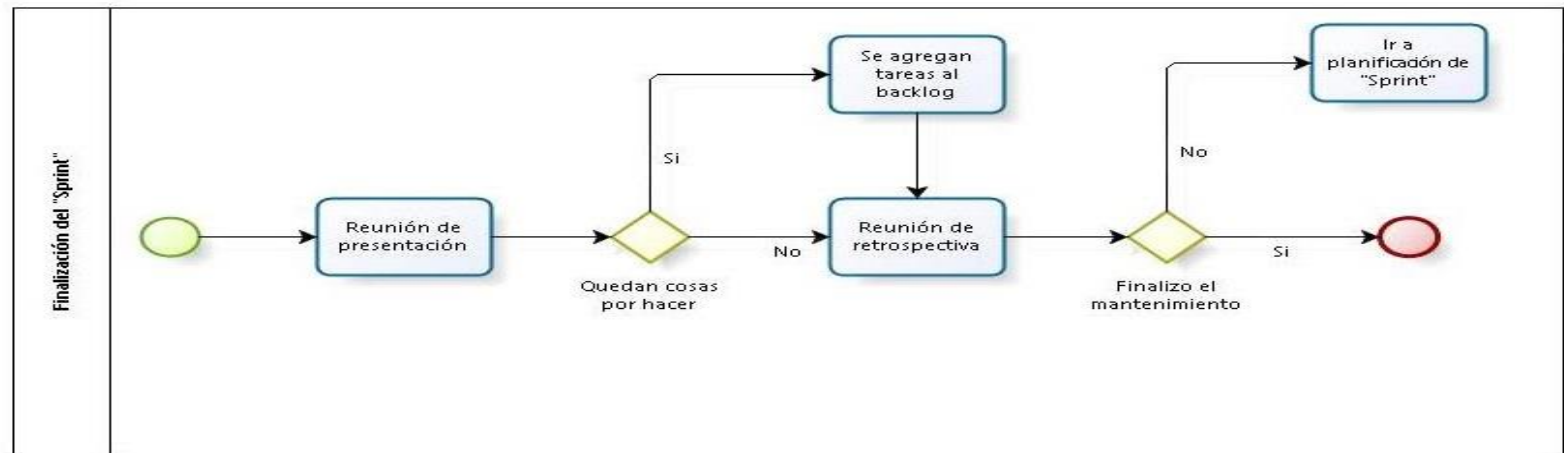 Finalización del "Sprint"
Reunión de
presentación
Quedan cosas
por hacer
Si
No
Se agregan
tareas al
backlog
Reunión de
retrospectiva
Finalizo el
mantenimiento
No
Si
Ir a
planificación de
"Sprint"